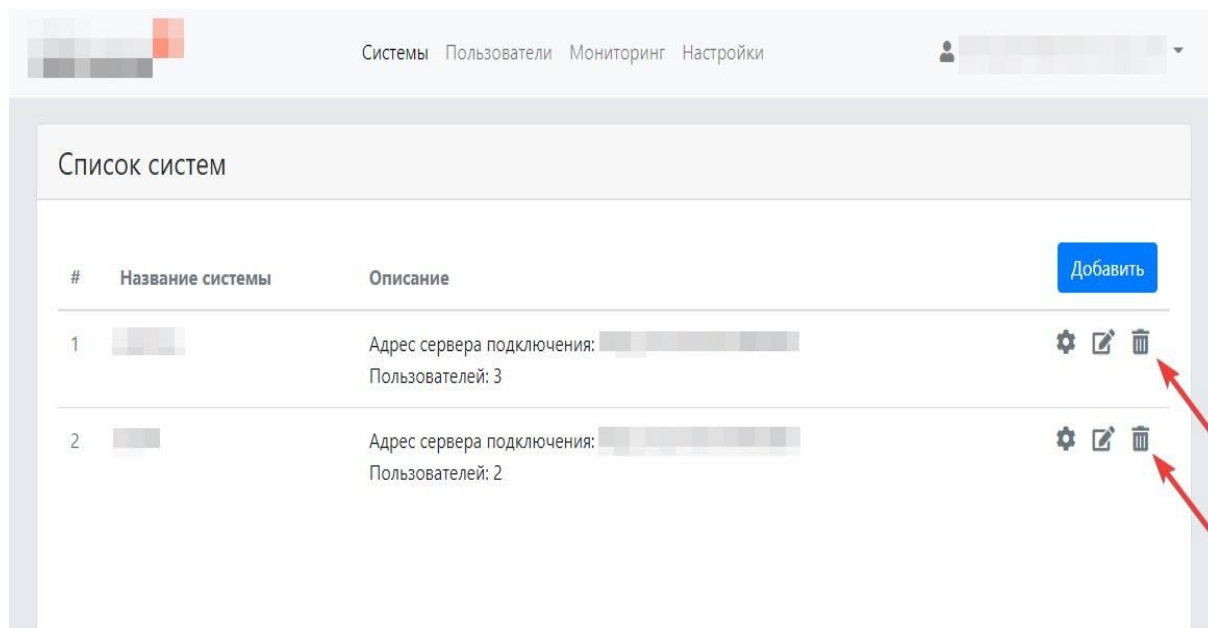 Системы Пользователи Мониторинг Настройки
Список систем
# Название системы Описание Добавить
1 Адрес сервера подключения:
Пользователей: 3
2 Адрес сервера подключения:
Пользователей: 2